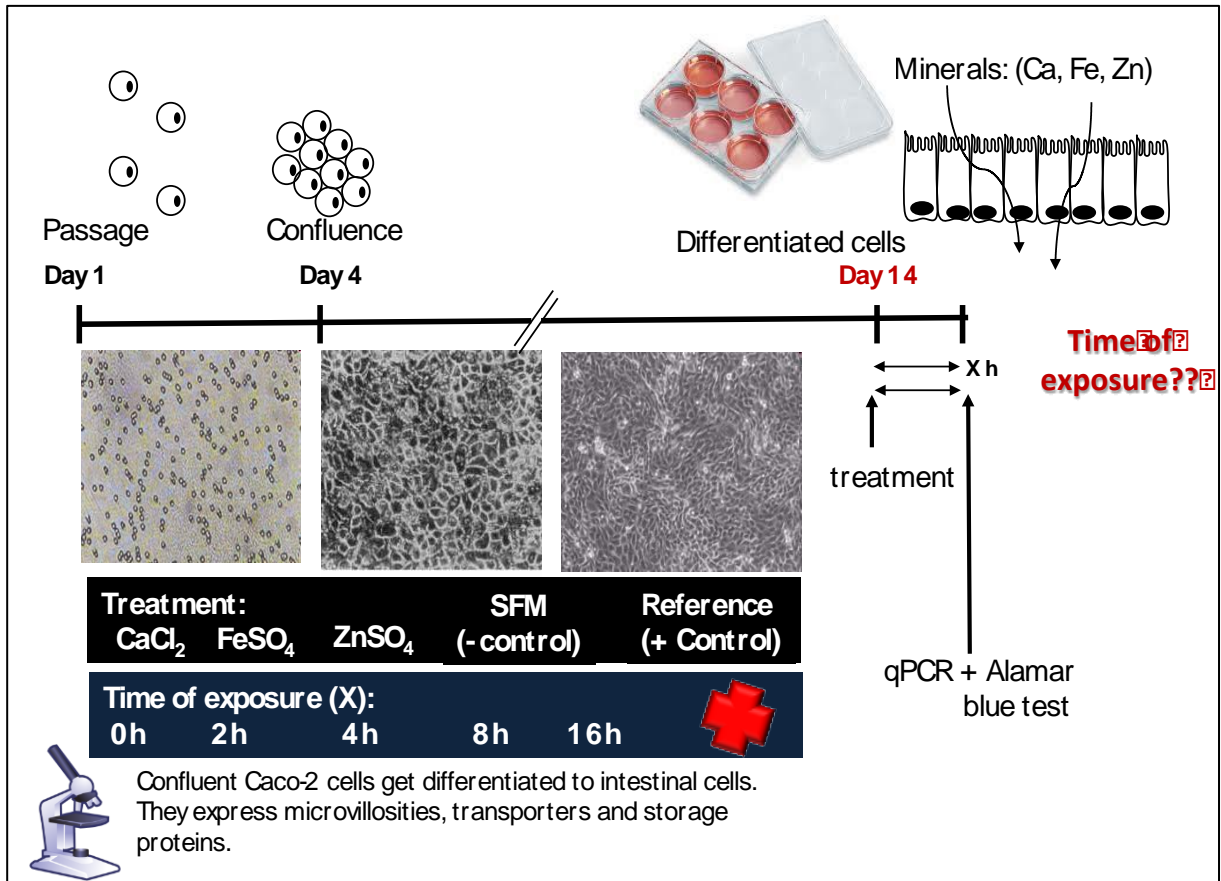 Minerals: (Ca, Fe, Zn)
Passage
Confluence
Differentiated cells
Day 1
Day 4
Day 14
X h
Time of
exposure??
treatment
Treatment:
CaCl₂ FeSO₄ ZnSO₄
SFM
(- control)
Reference
(+ Control)
Time of exposure (X):
0h 2h 4h 8h 16h
qPCR + Alamar
blue test
Confluent Caco-2 cells get differentiated to intestinal cells.
They express microvillosities, transporters and storage
proteins.